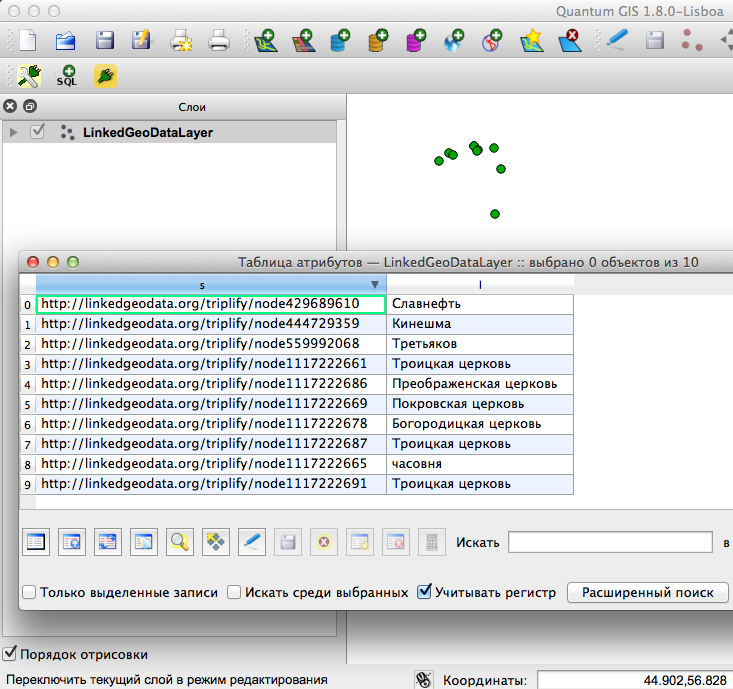 Quantum GIS 1.8.0-Lisboa
SQL
Слои
LinkedGeoDataLayer
Таблица атрибутов — LinkedGeoDataLayer :: выбрано 0 объектов из 10
s l
0 http://linkedgeodata.org/triplify/node429689610 Славнефть
1 http://linkedgeodata.org/triplify/node444729359 Кинешма
2 http://linkedgeodata.org/triplify/node559992068 Третьяков
3 http://linkedgeodata.org/triplify/node1117222661 Троицкая церковь
4 http://linkedgeodata.org/triplify/node1117222686 Преображенская церковь
5 http://linkedgeodata.org/triplify/node1117222669 Покровская церковь
6 http://linkedgeodata.org/triplify/node1117222678 Богородицкая церковь
7 http://linkedgeodata.org/triplify/node1117222687 Троицкая церковь
8 http://linkedgeodata.org/triplify/node1117222665 часовня
9 http://linkedgeodata.org/triplify/node1117222691 Троицкая церковь
Искать в
Только выделенные записи Искать среди выбранных Учитывать регистр Расширенный поиск
Порядок отрисовки
Переключить текущий слой в режим редактирования Координаты: 44.902,56.828